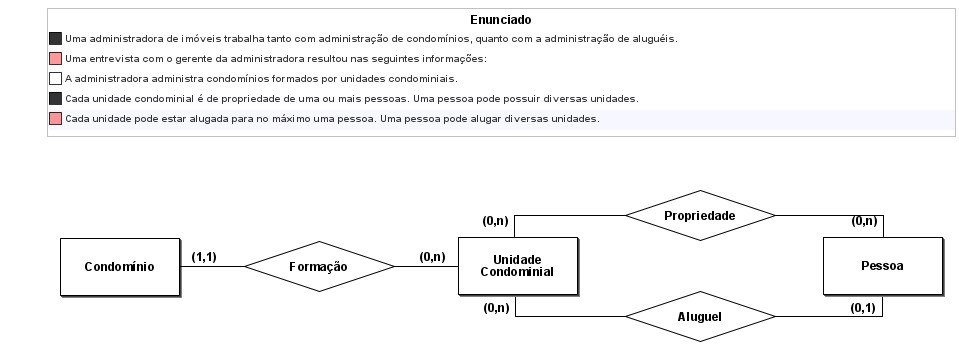 Enunciado
Uma administradora de imóveis trabalha tanto com administração de condomínios, quanto com a administração de aluguéis.
Uma entrevista com o gerente da administradora resultou nas seguintes informações:
A administradora administra condomínios formados por unidades condominiais.
Cada unidade condominial é de propriedade de uma ou mais pessoas. Uma pessoa pode possuir diversas unidades.
Cada unidade pode estar alugada para no máximo uma pessoa. Uma pessoa pode alugar diversas unidades.
(0,n)
Propriedade
(0,n)
Condomínio
(1,1)
Formação
(0,n)
Unidade
Condominial
Pessoa
(0,n)
Aluguel
(0,1)